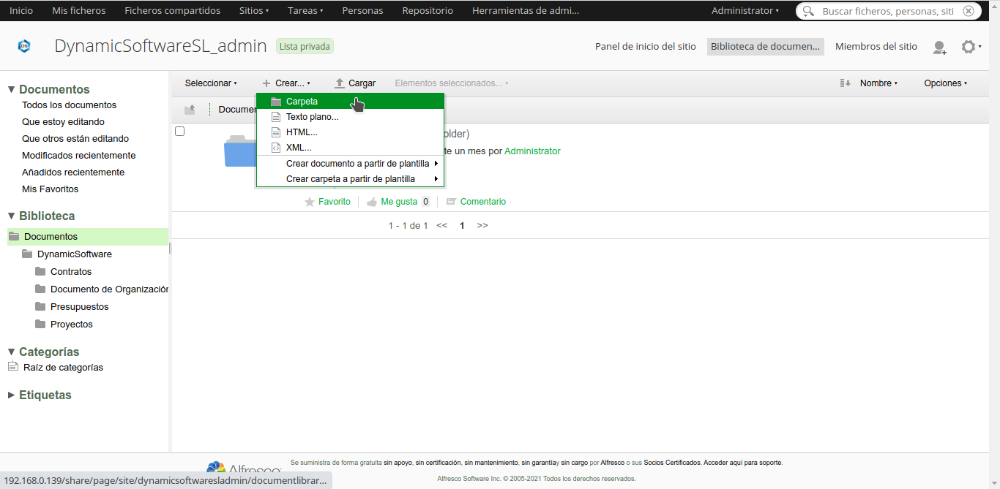 Inicio Mis ficheros Ficheros compartidos Sitios Tareas Personas Repositorio Herramientas de admi... Administrator Buscar ficheros, personas, siti
DynamicSoftwareSL_admin Lista privada Panel de inicio del sitio Biblioteca de documen... Miembros del sitio
Seleccionar Crear... Cargar Elementos seleccionados... Nombre Opciones
Documentos
Todos los documentos
Que estoy editando
Que otros están editando
Modificados recientemente
Añadidos recientemente
Mis Favoritos
Biblioteca
Documentos
DynamicSoftware
Contratos
Documento de Organización
Presupuestos
Proyectos
Categorías
Raíz de categorías
Etiquetas
Carpeta
Texto plano...
HTML...
XML...
Crear documento a partir de plantilla
Crear carpeta a partir de plantilla
older)
te un mes por Administrator
Favorito Me gusta 0 Comentario
1 - 1 de 1 << 1 >>
Alfresco
Se suministra de forma gratuita sin apoyo, sin certificación, sin mantenimiento, sin garantíay sin cargo por Alfresco o sus Socios Certificados. Acceder aquí para soporte.
Alfresco Software Inc. © 2005-2021 Todos los derechos reservados.
192.168.0.139/share/page/site/dynamicsoftwaresladmin/documentlibrar...